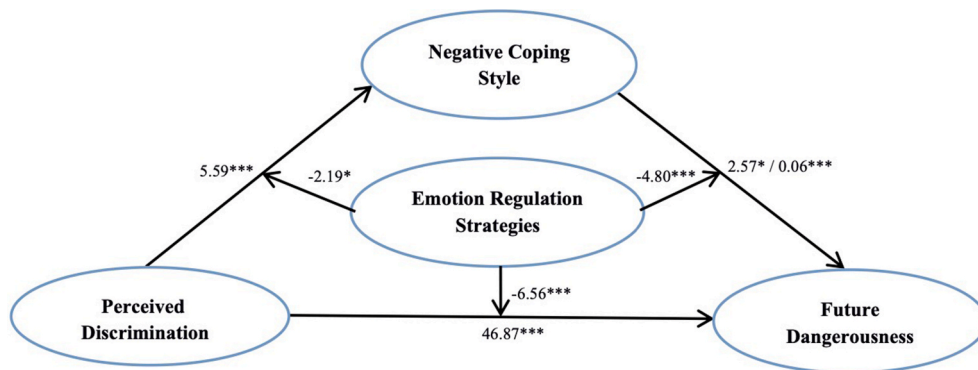 Negative Coping
Style
5.59***
-2.19*
Emotion Regulation
Strategies
-4.80***
2.57* / 0.06***
Perceived
Discrimination
-6.56***
46.87***
Future
Dangerousness